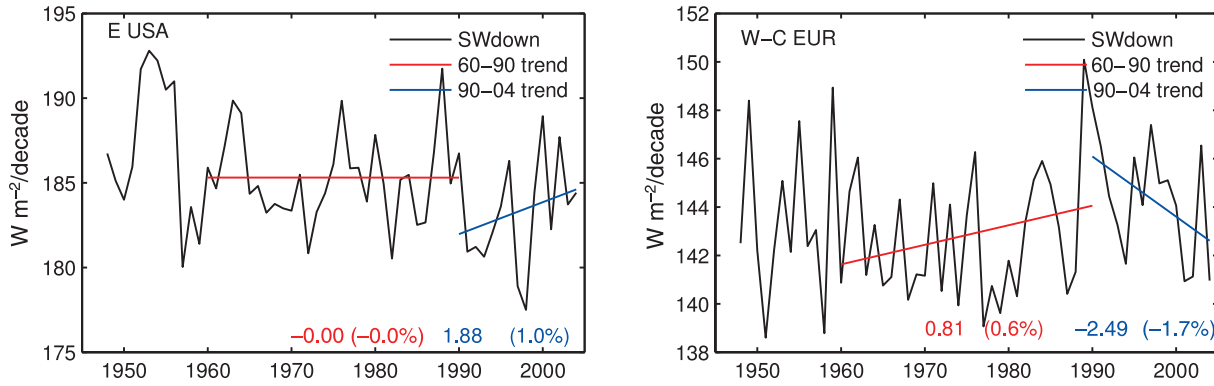 E USA
SWdown
60–90 trend
90–04 trend
W m−2/decade
195
190
185
180
175
−0.00 (−0.0%) 1.88 (1.0%)
1950 1960 1970 1980 1990 2000
W−C EUR
SWdown
60–90 trend
90–04 trend
W m−2/decade
152
150
148
146
144
142
140
138
0.81 (0.6%) −2.49 (−1.7%)
1950 1960 1970 1980 1990 2000